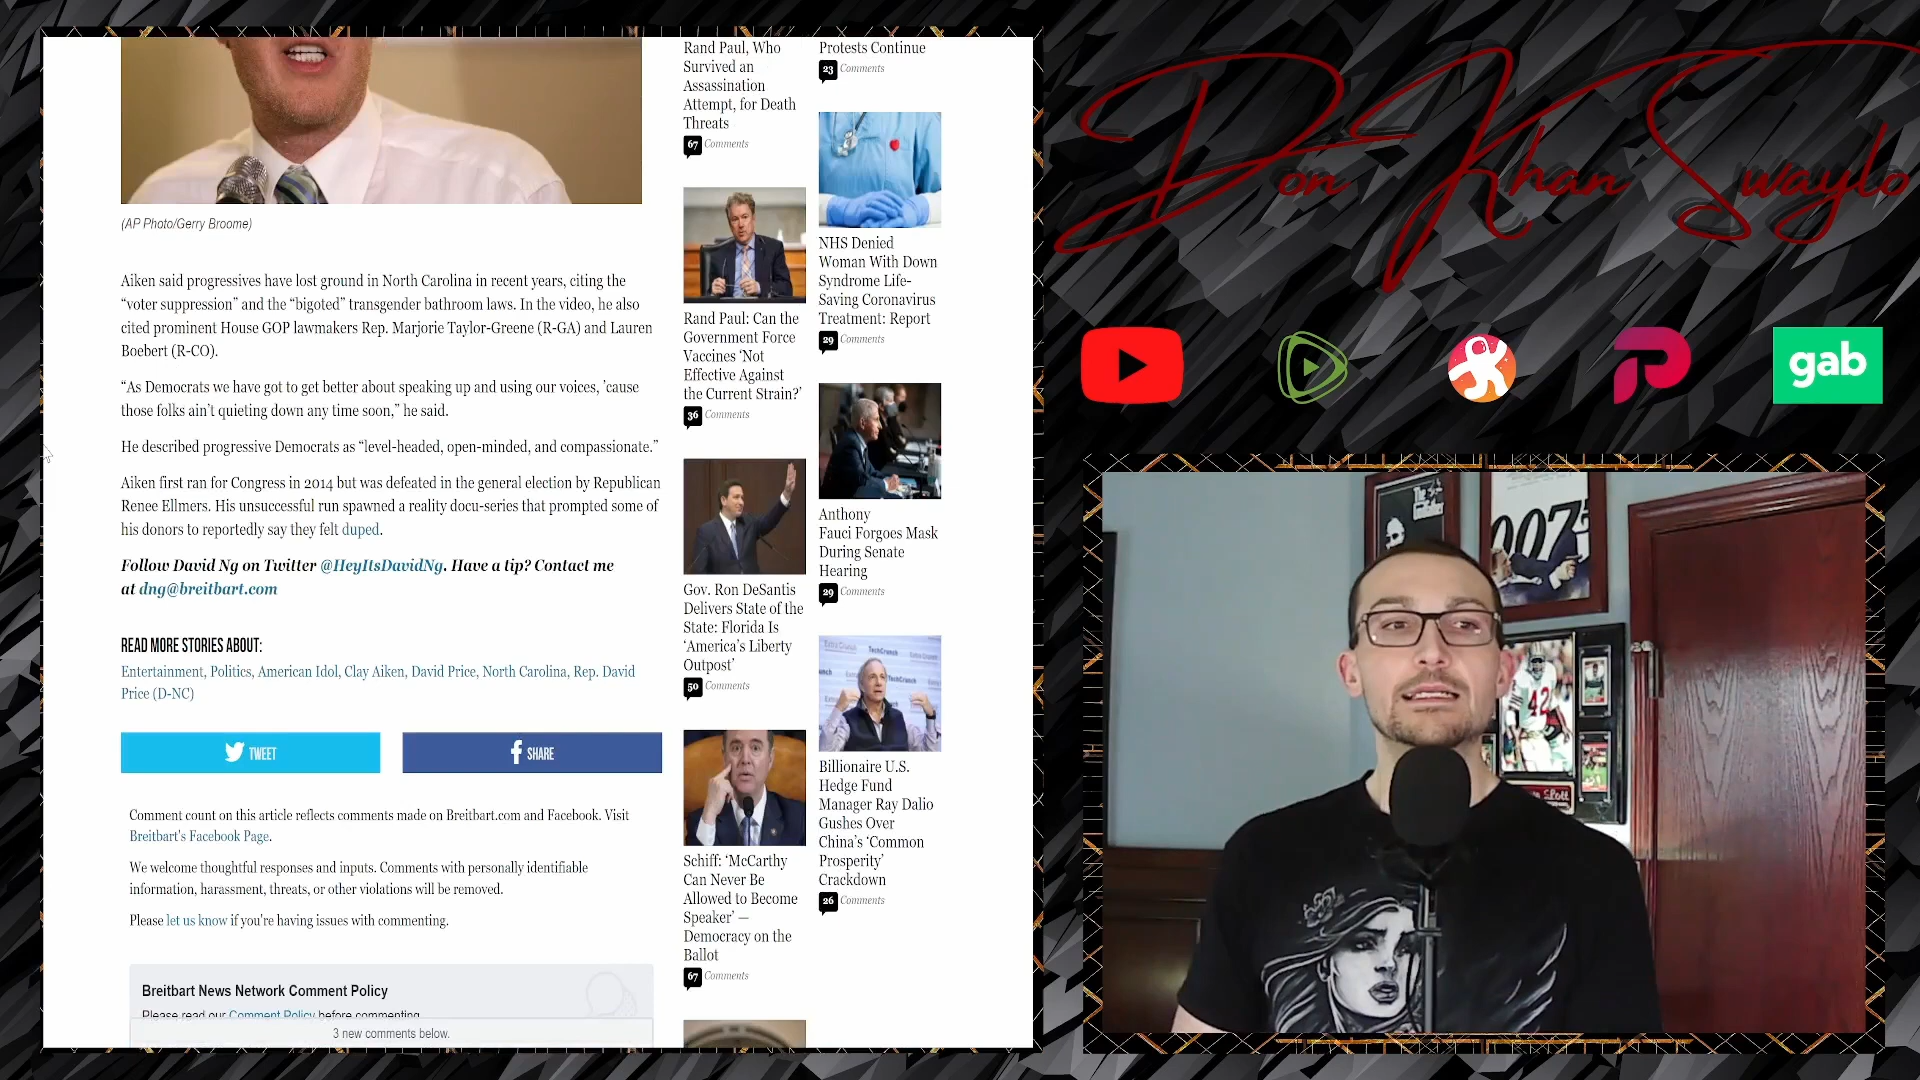 (AP Photo/Gerry Broome)
Aiken said progressives have lost ground in North Carolina in recent years, citing the
“voter suppression” and the “bigoted” transgender bathroom laws. In the video, he also
cited prominent House GOP lawmakers Rep. Marjorie Taylor-Greene (R-GA) and Lauren
Boebert (R-CO).
“As Democrats we have got to get better about speaking up and using our voices, ’cause
those folks ain’t quieting down any time soon,” he said.
He described progressive Democrats as “level-headed, open-minded, and compassionate.”
Aiken first ran for Congress in 2014 but was defeated in the general election by Republican
Renee Ellmers. His unsuccessful run spawned a reality docu-series that prompted some of
his donors to reportedly say they felt duped.
Follow David Ng on Twitter @HeyItsDavidNg. Have a tip? Contact me
at dng@breitbart.com
READ MORE STORIES ABOUT:
Entertainment, Politics, American Idol, Clay Aiken, David Price, North Carolina, Rep. David
Price (D-NC)
TWEET
SHARE
Comment count on this article reflects comments made on Breitbart.com and Facebook. Visit
Breitbart's Facebook Page.
We welcome thoughtful responses and inputs. Comments with personally identifiable
information, harassment, threats, or other violations will be removed.
Please let us know if you're having issues with commenting.
Breitbart News Network Comment Policy
Please read our Comment Policy before commenting.
3 new comments below.
Rand Paul, Who
Survived an
Assassination
Attempt, for Death
Threats
67 Comments
Rand Paul: Can the
Government Force
Vaccines ‘Not
Effective Against
the Current Strain?’
36 Comments
Gov. Ron DeSantis
Delivers State of the
State: Florida Is
‘America’s Liberty
Outpost’
50 Comments
Schiff: ‘McCarthy
Can Never Be
Allowed to Become
Speaker’ —
Democracy on the
Ballot
67 Comments
Protests Continue
23 Comments
NHS Denied
Woman With Down
Syndrome Life-
Saving Coronavirus
Treatment: Report
29 Comments
Anthony
Fauci Forgoes Mask
During Senate
Hearing
29 Comments
TechCrunch
TechCrunch
Billionaire U.S.
Hedge Fund
Manager Ray Dalio
Gushes Over
China’s ‘Common
Prosperity’
Crackdown
26 Comments
Don Khan Swaylo
gab
007
42